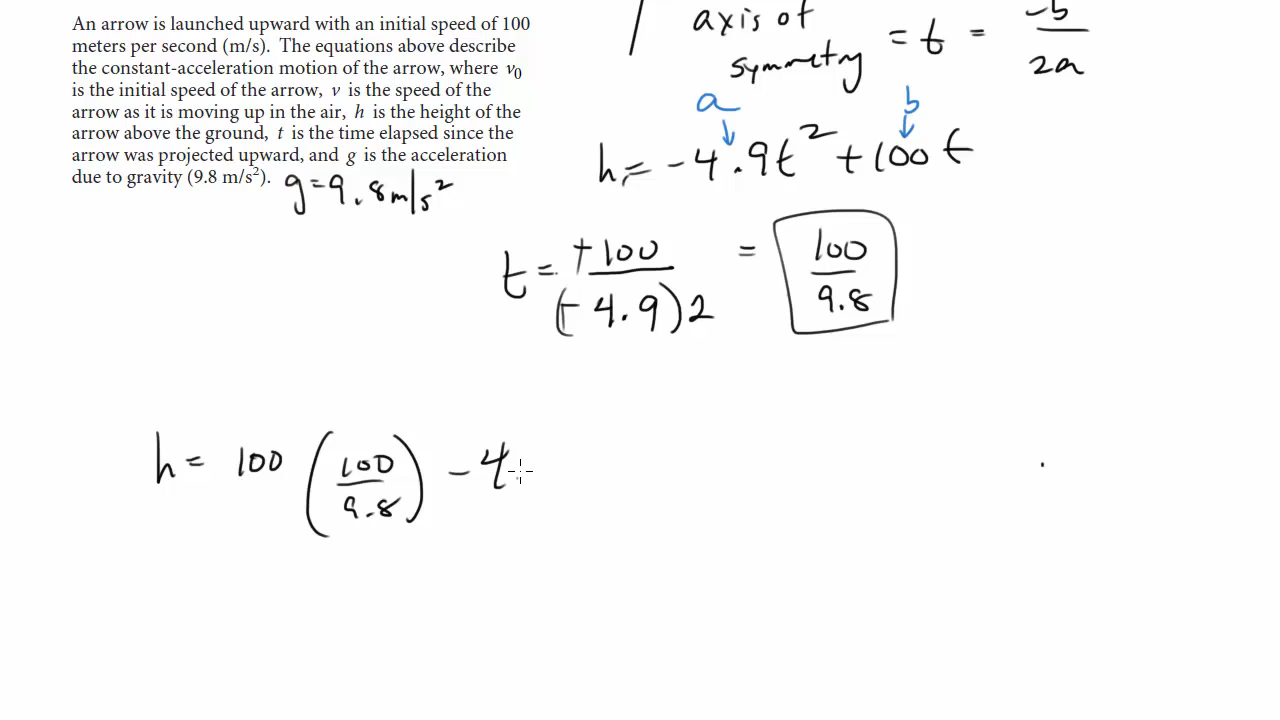 An arrow is launched upward with an initial speed of 100
meters per second (m/s). The equations above describe
the constant-acceleration motion of the arrow, where v₀
is the initial speed of the arrow, v is the speed of the
arrow as it is moving up in the air, h is the height of the
arrow above the ground, t is the time elapsed since the
arrow was projected upward, and g is the acceleration
due to gravity (9.8 m/s²).
g=9.8m/s²
axis of
symmetry = t = -b/2a
a b
h = -4.9t² + 100t
t = +100/(-4.9)2 = 100/9.8
h = 100 (100/9.8) - 4.